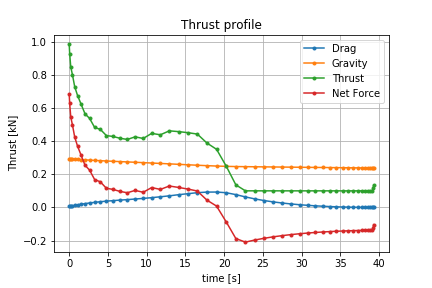 Thrust profile
Thrust [kN]
1.0
0.8
0.6
0.4
0.2
0.0
−0.2
0
5
10
15
20
25
30
35
40
time [s]
Drag
Gravity
Thrust
Net Force